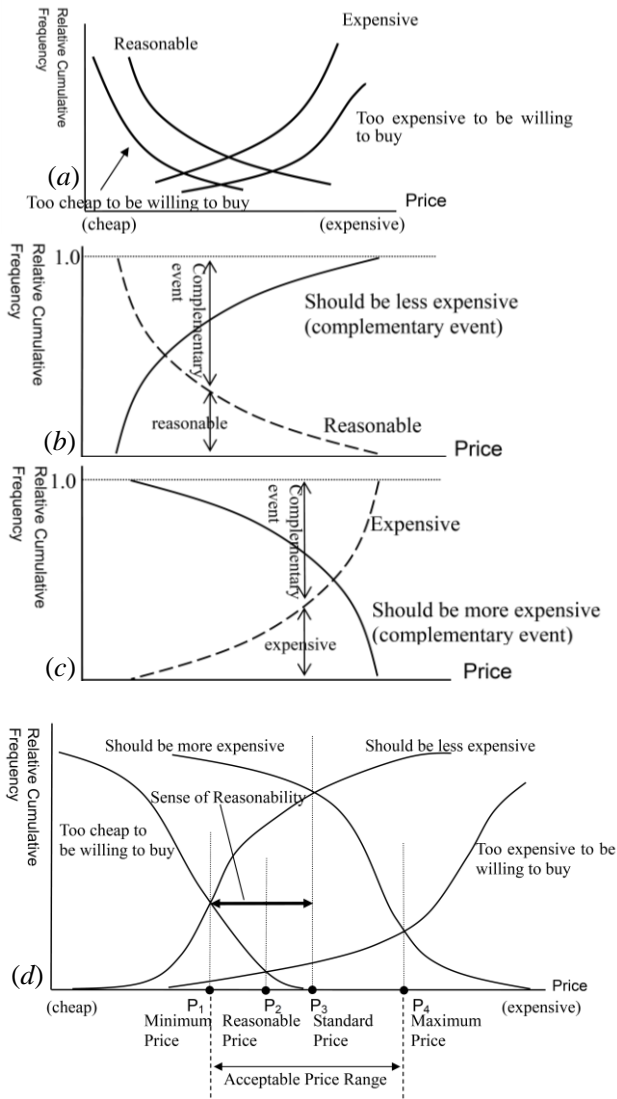 Relative Cumulative
Frequency
Reasonable
Expensive
Too expensive to be willing
to buy
(a)
Too cheap to be willing to buy
Price
(cheap)
(expensive)
Relative Cumulative
Frequency
1.0
Complementary
event
Should be less expensive
(complementary event)
reasonable
Reasonable
(b)
Price
Relative Cumulative
Frequency
1.0
Complementary
event
Expensive
Should be more expensive
(complementary event)
expensive
(c)
Price
Relative Cumulative
Frequency
Should be more expensive
Should be less expensive
Sense of Reasonability
Too cheap to
be willing to buy
Too expensive to be
willing to buy
(d)
Price
(cheap)
P1
P2
P3
P4
(expensive)
Minimum
Price
Reasonable
Price
Standard
Price
Maximum
Price
Acceptable Price Range